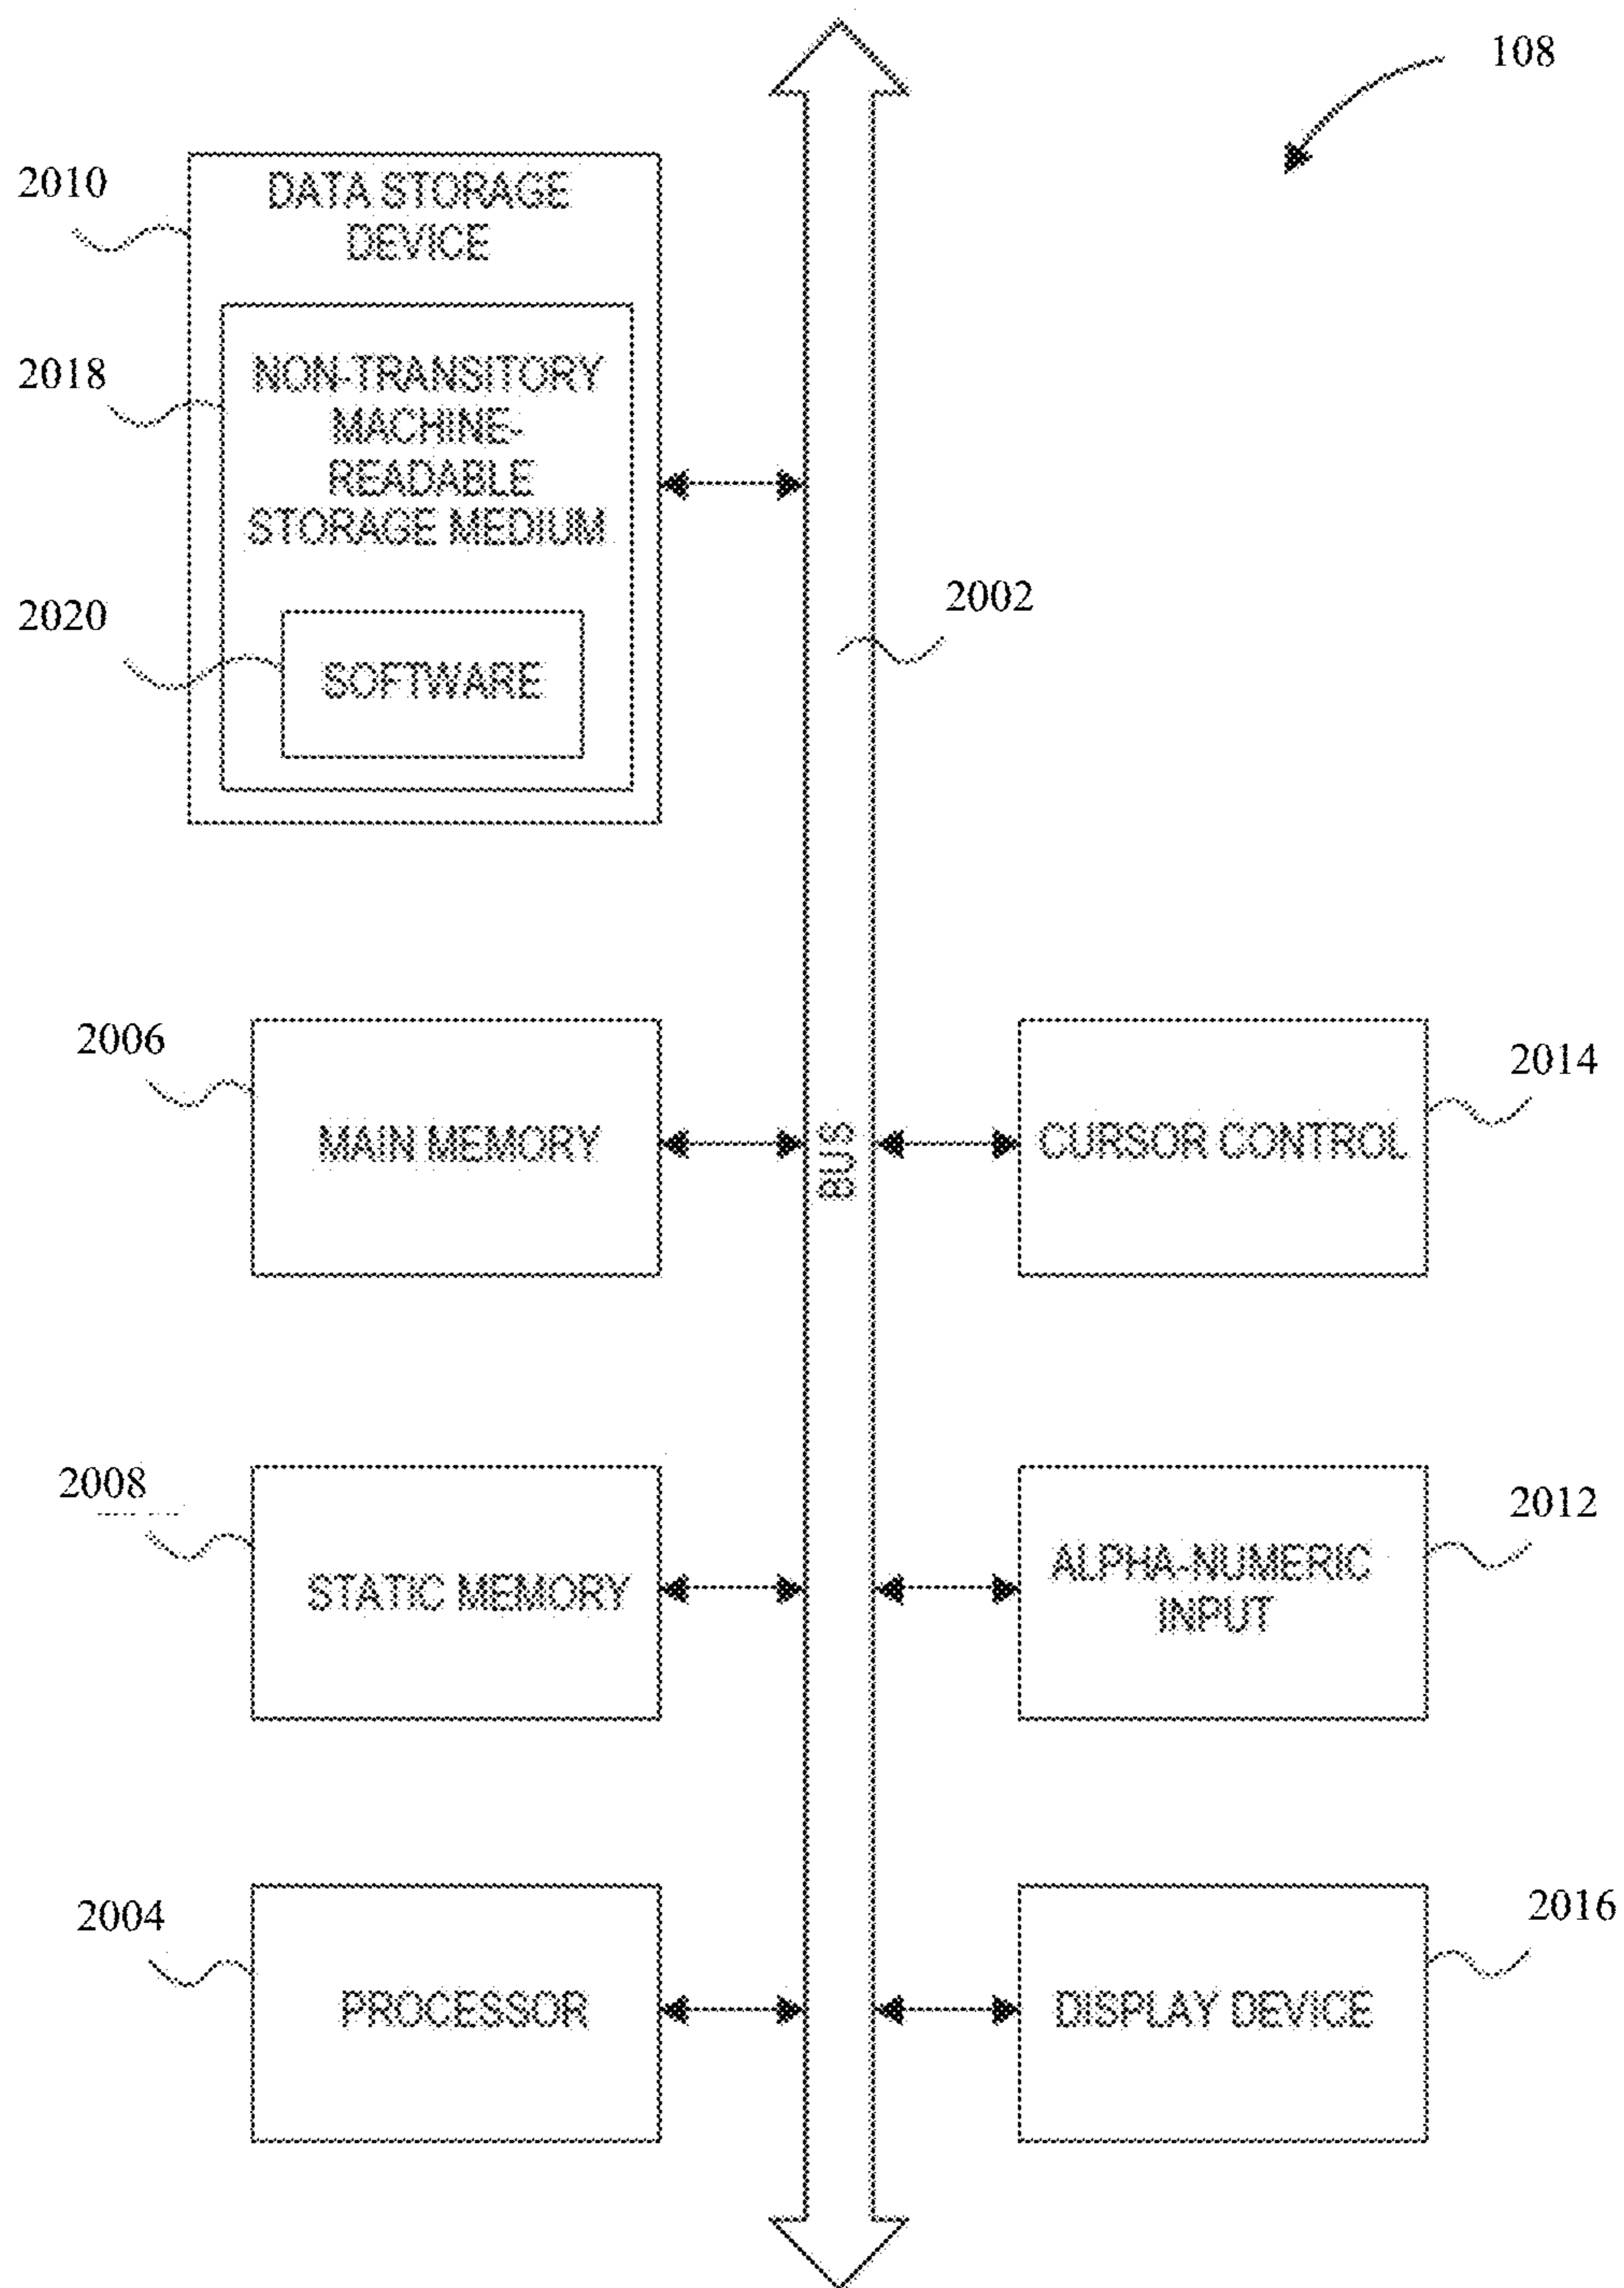 108
2010
DATA STORAGE
DEVICE
2018
NON-TRANSITORY
MACHINE-
READABLE
STORAGE MEDIUM
2020
SOFTWARE
2002
2006
MAIN MEMORY
BUS
CURSOR CONTROL
2014
2008
STATIC MEMORY
ALPHA-NUMERIC
INPUT
2012
2004
PROCESSOR
DISPLAY DEVICE
2016